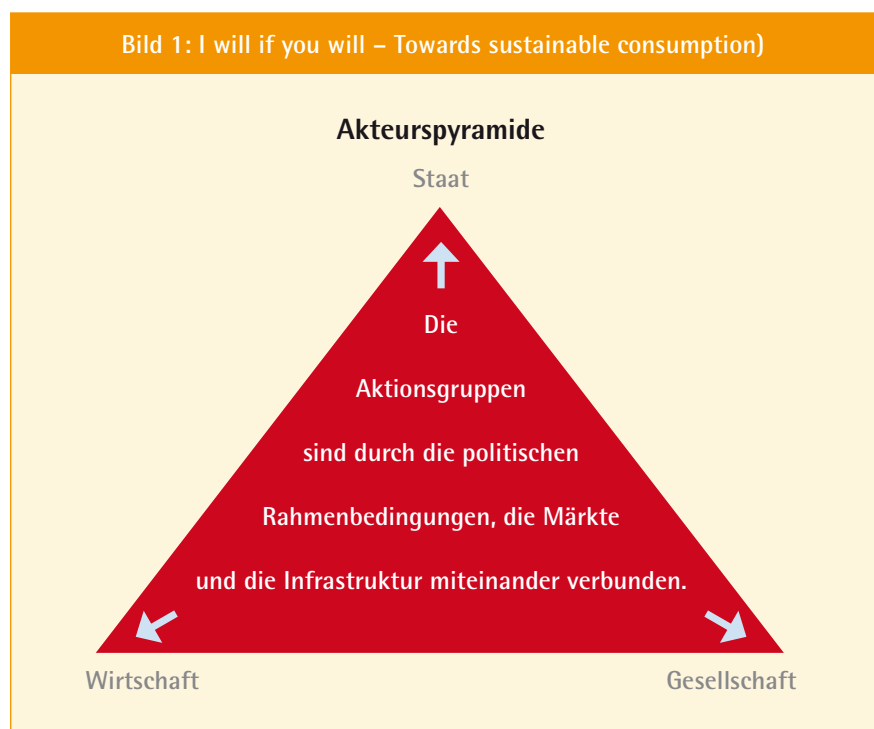 Bild 1: I will if you will – Towards sustainable consumption)
Akteurspyramide
Staat
Die
Aktionsgruppen
sind durch die politischen
Rahmenbedingungen, die Märkte
und die Infrastruktur miteinander verbunden.
Wirtschaft
Gesellschaft